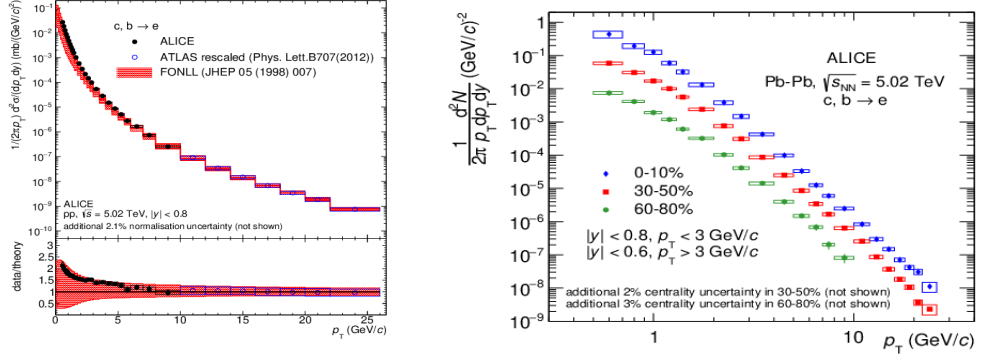 1/(2πp_T) d²σ/(dp_Tdy) (mb/(GeV/c)²)
10⁻¹
10⁻²
10⁻³
10⁻⁴
10⁻⁵
10⁻⁶
10⁻⁷
10⁻⁸
10⁻⁹
10⁻¹⁰
c, b → e
ALICE
ATLAS rescaled (Phys. Lett.B707(2012))
FONLL (JHEP 05 (1998) 007)
ALICE
pp, √s = 5.02 TeV, |y| < 0.8
additional 2.1% normalisation uncertainty (not shown)
data/theory
3
2.5
2
1.5
1
0.5
0 5 10 15 20 25
p_T (GeV/c)
1/(2π p_T) d²N/(dp_Tdy) (GeV/c)⁻²
1
10⁻¹
10⁻²
10⁻³
10⁻⁴
10⁻⁵
10⁻⁶
10⁻⁷
10⁻⁸
10⁻⁹
ALICE
Pb-Pb, √s_NN = 5.02 TeV
c, b → e
0-10%
30-50%
60-80%
|y| < 0.8, p_T < 3 GeV/c
|y| < 0.6, p_T > 3 GeV/c
additional 2% centrality uncertainty in 30-50% (not shown)
additional 3% centrality uncertainty in 60-80% (not shown)
1 10
p_T (GeV/c)